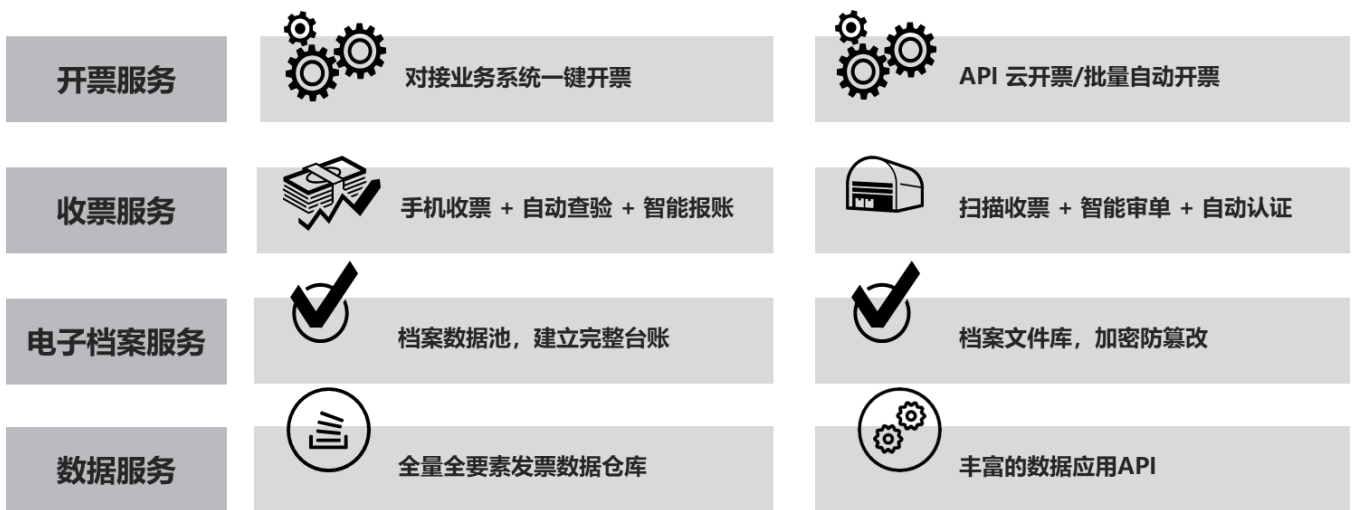 开票服务
对接业务系统一键开票
API 云开票/批量自动开票
收票服务
手机收票 + 自动查验 + 智能报账
扫描收票 + 智能审单 + 自动认证
电子档案服务
档案数据池，建立完整台账
档案文件库，加密防篡改
数据服务
全量全要素发票数据仓库
丰富的数据应用API